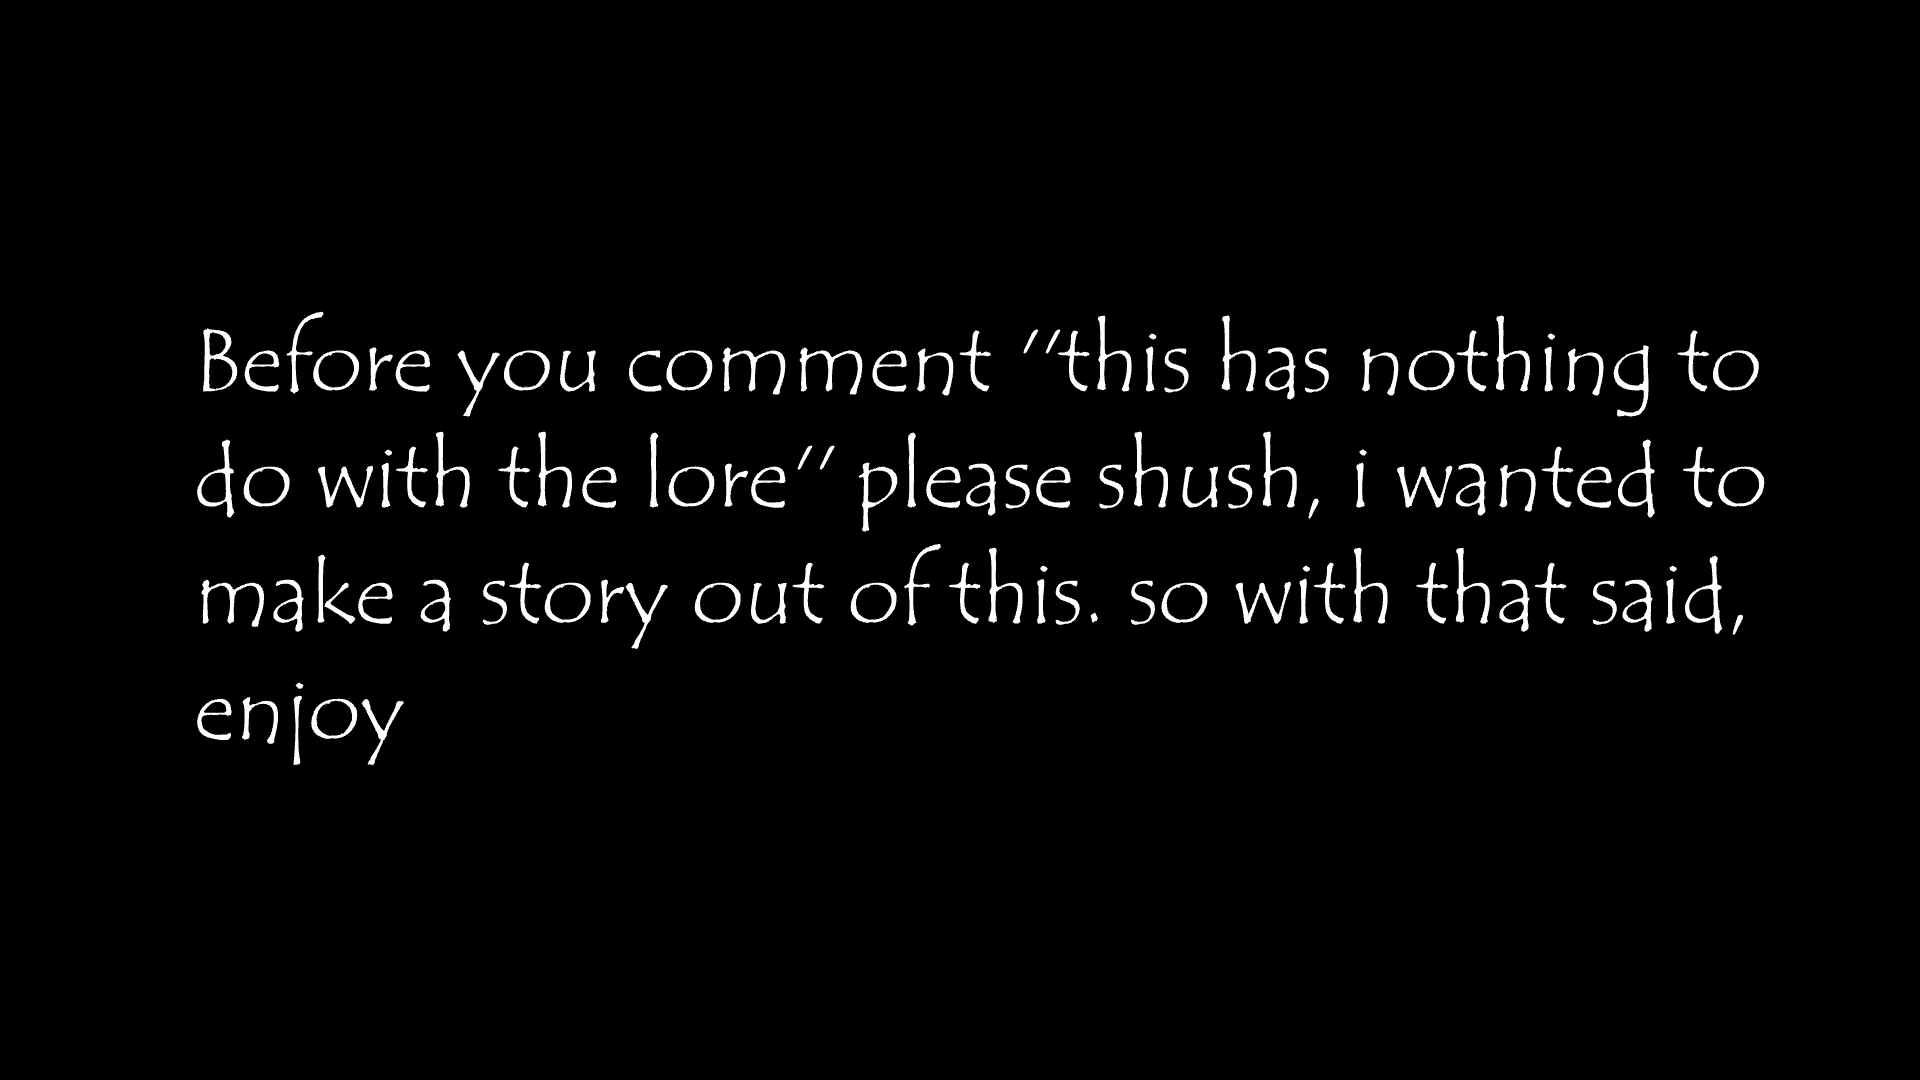 Before you comment "this has nothing to
do with the lore" please shush, i wanted to
make a story out of this. so with that said,
enjoy